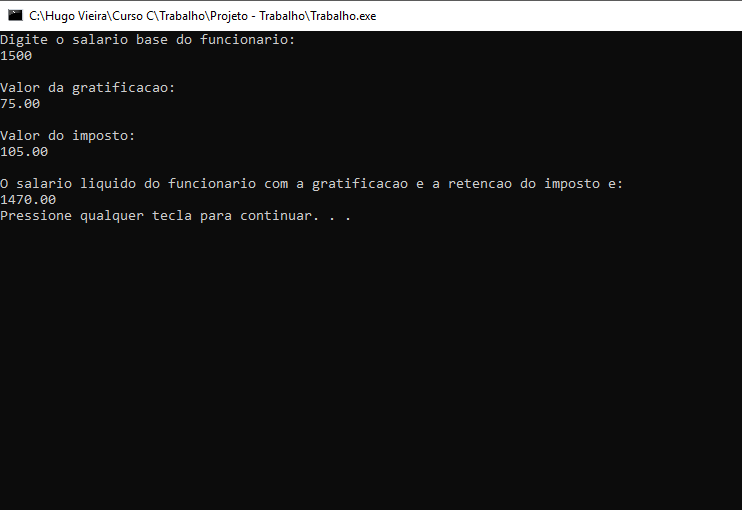 C:\Hugo Vieira\Curso C\Trabalho\Projeto - Trabalho\Trabalho.exe
Digite o salario base do funcionario:
1500
Valor da gratificacao:
75.00
Valor do imposto:
105.00
O salario liquido do funcionario com a gratificacao e a retencao do imposto e:
1470.00
Pressione qualquer tecla para continuar. . .